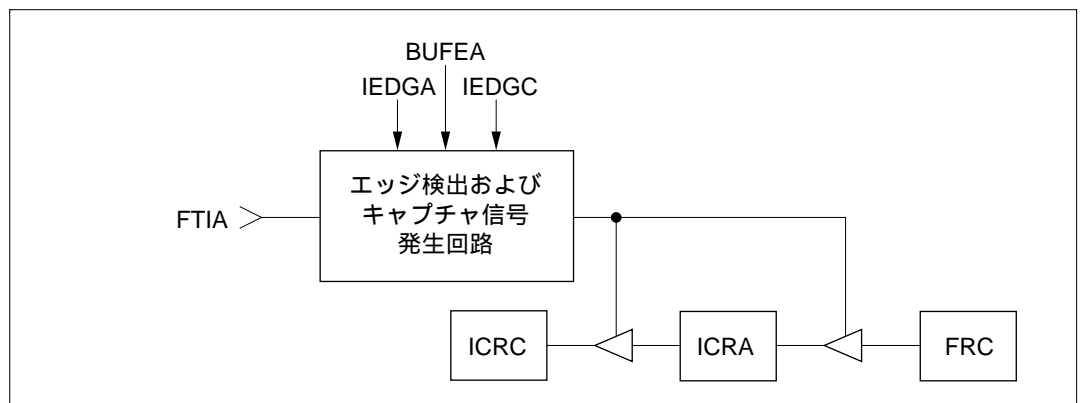 BUFEA
IEDGA
IEDGC
エッジ検出および
キャプチャ信号
発生回路
FTIA
ICRC
ICRA
FRC